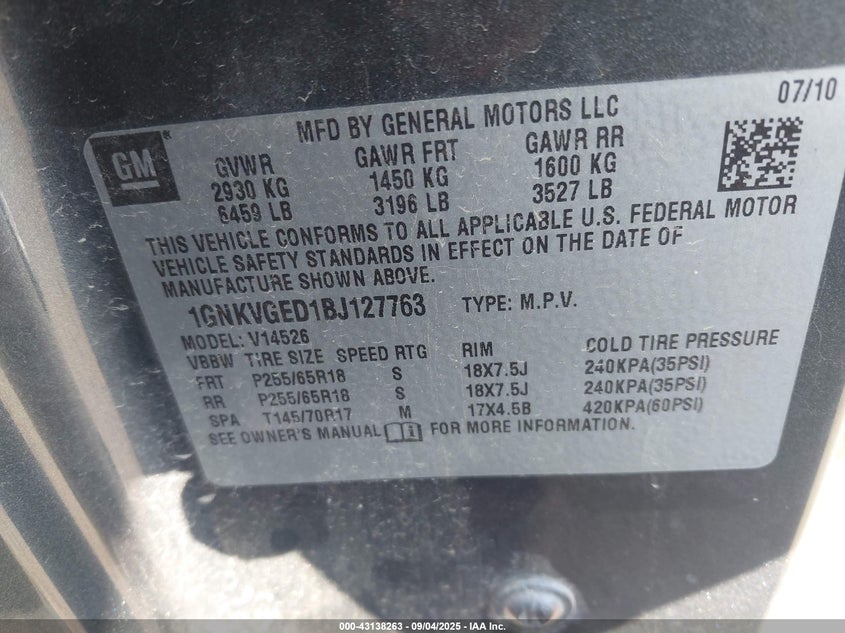 07/10
MFD BY GENERAL MOTORS LLC
GM®
GVWR GAWR FRT GAWR RR
2930 KG 1450 KG 1600 KG
6459 LB 3196 LB 3527 LB
THIS VEHICLE CONFORMS TO ALL APPLICABLE U.S. FEDERAL MOTOR
VEHICLE SAFETY STANDARDS IN EFFECT ON THE DATE OF
MANUFACTURE SHOWN ABOVE.
1GNKVGED1BJ127763 TYPE: M.P.V.
MODEL: V14526
VBBW TIRE SIZE SPEED RTG RIM COLD TIRE PRESSURE
FRT P255/65R18 S 18X7.5J 240KPA(35PSI)
RR P255/65R18 S 18X7.5J 240KPA(35PSI)
SPA T145/70R17 M 17X4.5B 420KPA(60PSI)
SEE OWNER'S MANUAL FOR MORE INFORMATION.
000-43138263 - 09/04/2025 - IAA Inc.